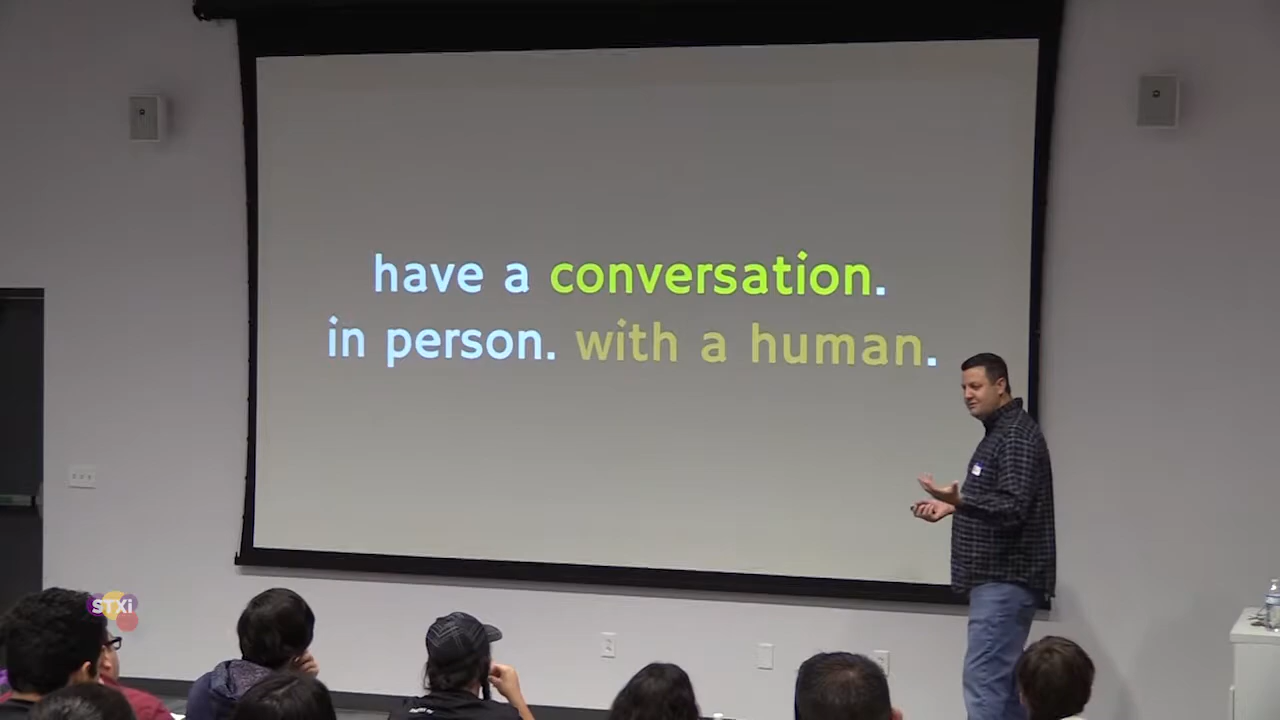 have a conversation.
in person. with a human.
STXi